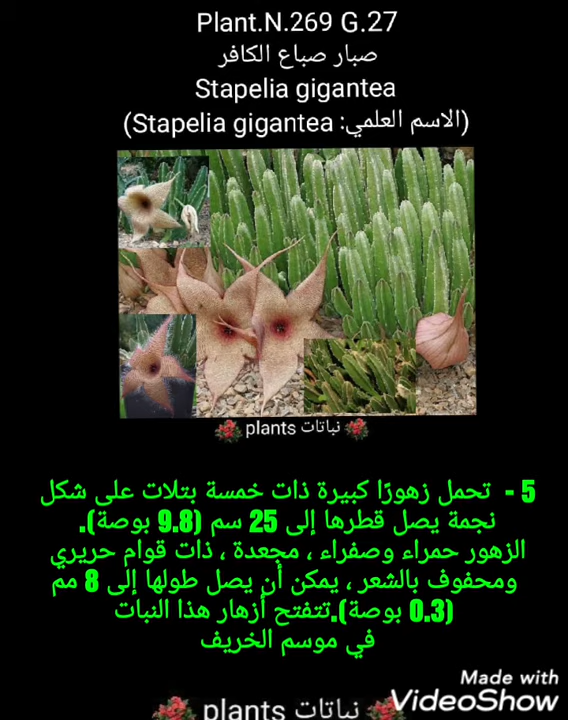 Plant.N.269 G.27
صبار صباع الكافر
Stapelia gigantea
(الاسم العلمي: Stapelia gigantea)
نباتات plants
5 - تحمل زهورًا كبيرة ذات خمسة بتلات على شكل
نجمة يصل قطرها إلى 25 سم (9.8 بوصة).
الزهور حمراء وصفراء ، مجعدة ، ذات قوام حريري
ومحفوف بالشعر ، يمكن أن يصل طولها إلى 8 مم
(0.3 بوصة).تتفتح أزهار هذا النبات
في موسم الخريف
Made with
VideoShow
نباتات plants